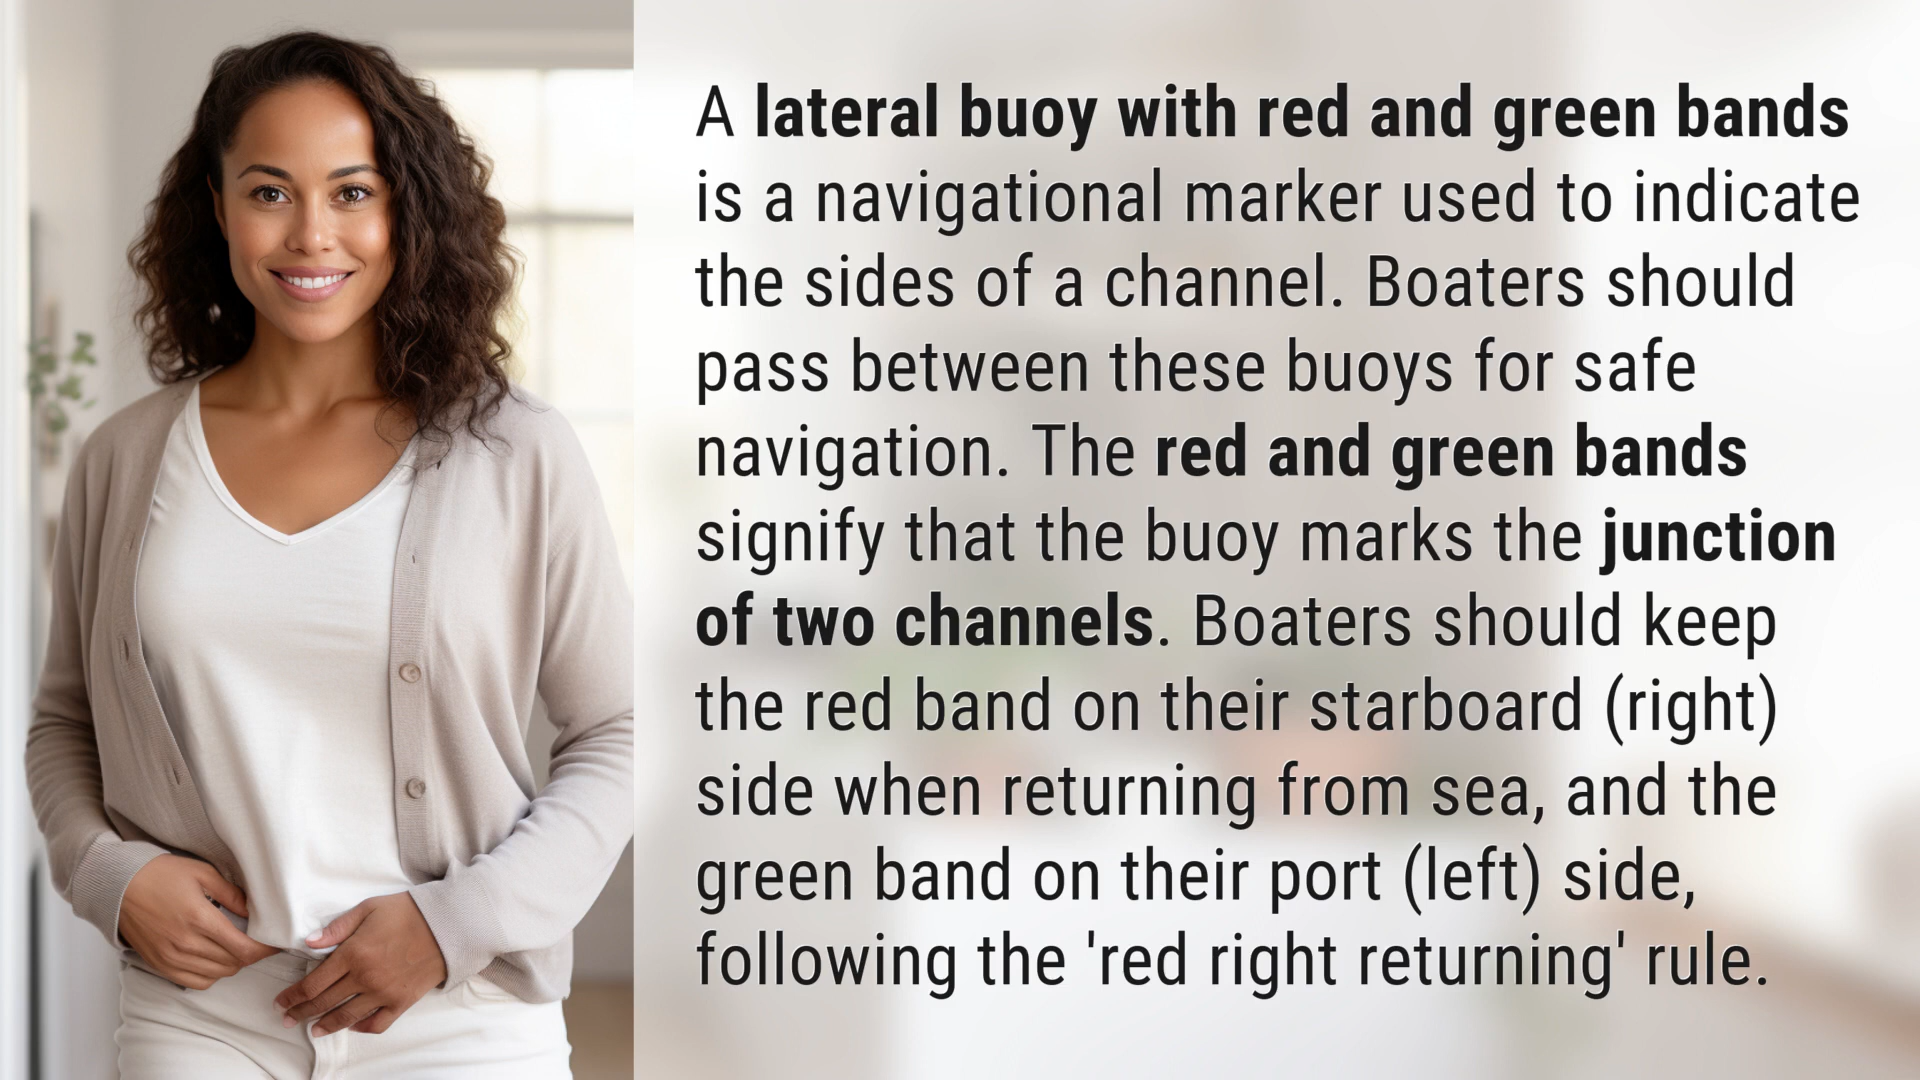 A lateral buoy with red and green bands
is a navigational marker used to indicate
the sides of a channel. Boaters should
pass between these buoys for safe
navigation. The red and green bands
signify that the buoy marks the junction
of two channels. Boaters should keep
the red band on their starboard (right)
side when returning from sea, and the
green band on their port (left) side,
following the 'red right returning' rule.